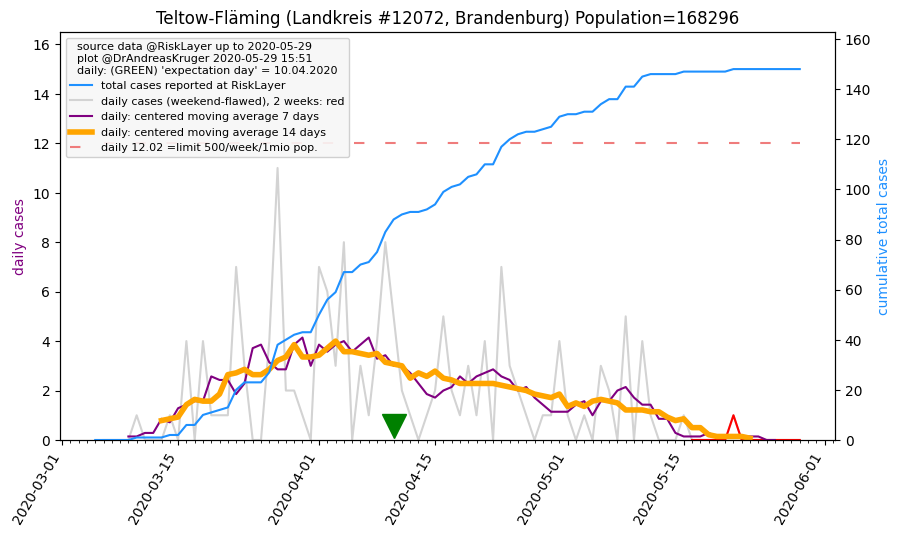 Teltow-Fläming (Landkreis #12072, Brandenburg) Population=168296
source data @RiskLayer up to 2020-05-29
plot @DrAndreasKruger 2020-05-29 15:51
daily: (GREEN) 'expectation day' = 10.04.2020
total cases reported at RiskLayer
daily cases (weekend-flawed), 2 weeks: red
daily: centered moving average 7 days
daily: centered moving average 14 days
daily 12.02 =limit 500/week/1mio pop.
daily cases
16
14
12
10
8
6
4
2
0
cumulative total cases
160
140
120
100
80
60
40
20
0
2020-03-01
2020-03-15
2020-04-01
2020-04-15
2020-05-01
2020-05-15
2020-06-01